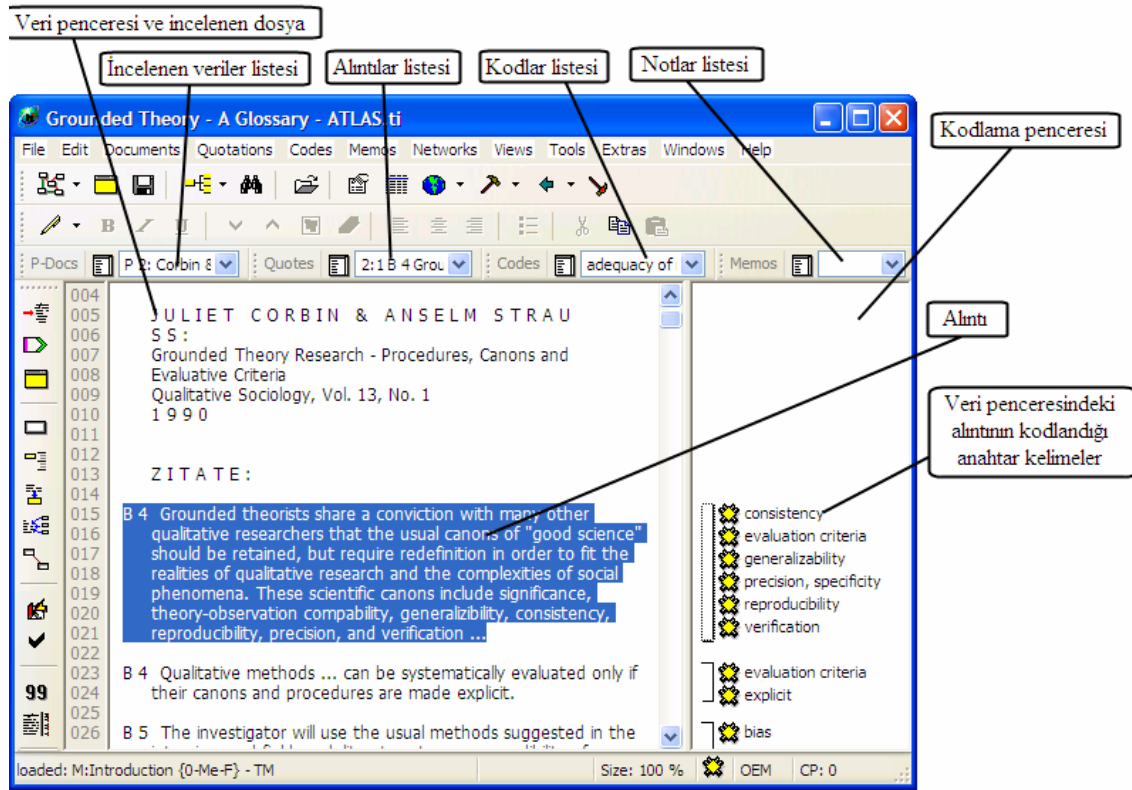 Veri penceresi ve incelenen dosya
İncelenen veriler listesi
Alıntılar listesi
Kodlar listesi
Notlar listesi
Kodlama penceresi
Grounded Theory - A Glossary - ATLAS.ti
File Edit Documents Quotations Codes Memos Networks Views Tools Extras Windows Help
B I U
P-Docs P 2: Corbin & Quotes 2:1 B 4 Grou Codes adequacy of Memos
004
005 JULIET CORBIN & ANSELM STRAU
006 SS:
007 Grounded Theory Research - Procedures, Canons and
008 Evaluative Criteria
009 Qualitative Sociology, Vol. 13, No. 1
010 1990
011
012
013 ZITATE:
014
015 B 4 Grounded theorists share a conviction with many other
016 qualitative researchers that the usual canons of "good science"
017 should be retained, but require redefinition in order to fit the
018 realities of qualitative research and the complexities of social
019 phenomena. These scientific canons include significance,
020 theory-observation compability, generalizibility, consistency,
021 reproducibility, precision, and verification ...
022
023 B 4 Qualitative methods ... can be systematically evaluated only if
024 their canons and procedures are made explicit.
025
026 B 5 The investigator will use the usual methods suggested in the
99
Alıntı
Veri penceresindeki
alıntının kodlandığı
anahtar kelimeler
consistency
evaluation criteria
generalizability
precision, specificity
reproducibility
verification
evaluation criteria
explicit
bias
loaded: M:Introduction {0-Me-F} - TM Size: 100 % OEM CP: 0